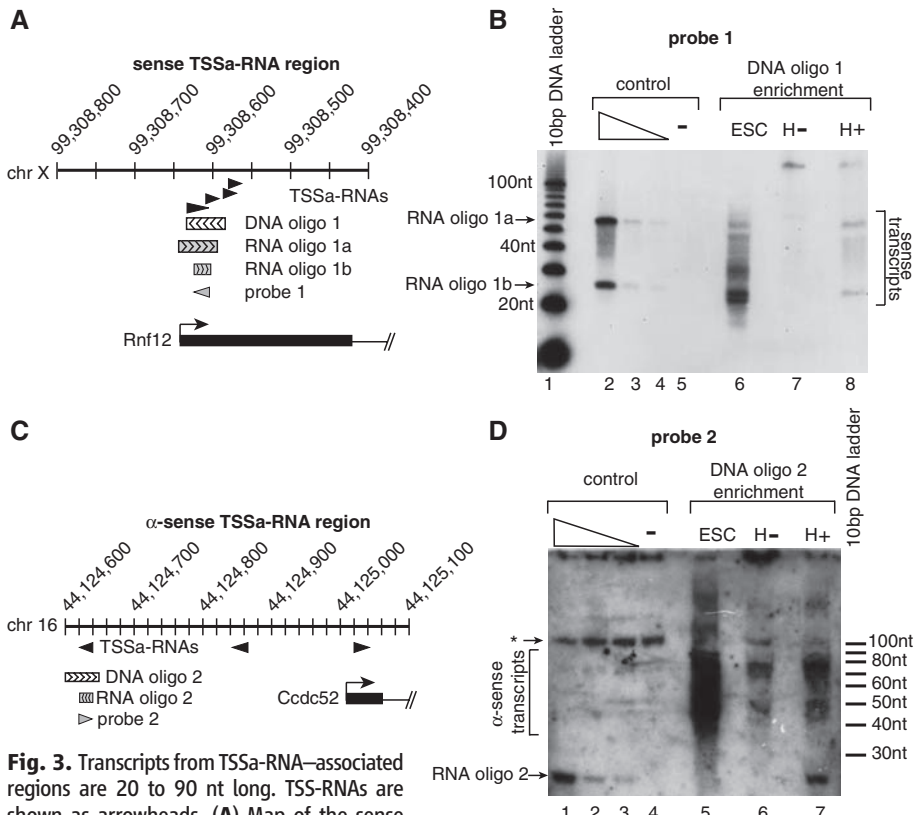 A
sense TSSa-RNA region
99,308,800
99,308,700
99,308,600
99,308,500
99,308,400
chr X
TSSa-RNAs
DNA oligo 1
RNA oligo 1a
RNA oligo 1b
probe 1
Rnf12
B
10bp DNA ladder
probe 1
control
DNA oligo 1
enrichment
-
ESC
H-
H+
100nt
RNA oligo 1a
40nt
RNA oligo 1b
20nt
sense
transcripts
1 2 3 4 5 6 7 8
C
α-sense TSSa-RNA region
44,124,600
44,124,700
44,124,800
44,124,900
44,125,000
44,125,100
chr 16
TSSa-RNAs
DNA oligo 2
RNA oligo 2
probe 2
Ccdc52
D
probe 2
control
DNA oligo 2
enrichment
10bp DNA ladder
-
ESC
H-
H+
*
α-sense
transcripts
RNA oligo 2
100nt
80nt
60nt
50nt
40nt
30nt
1 2 3 4 5 6 7
Fig. 3. Transcripts from TSSa-RNA–associated
regions are 20 to 90 nt long. TSS-RNAs are
shown as arrowheads. (A) Map of the sense